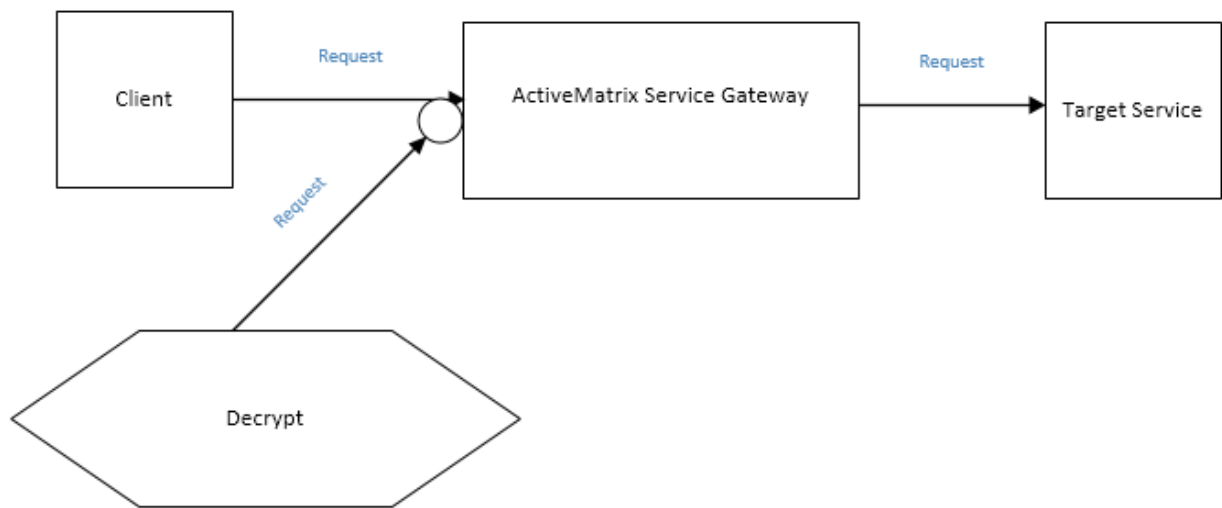 Request
Request
Client
ActiveMatrix Service Gateway
Target Service
Request
Decrypt